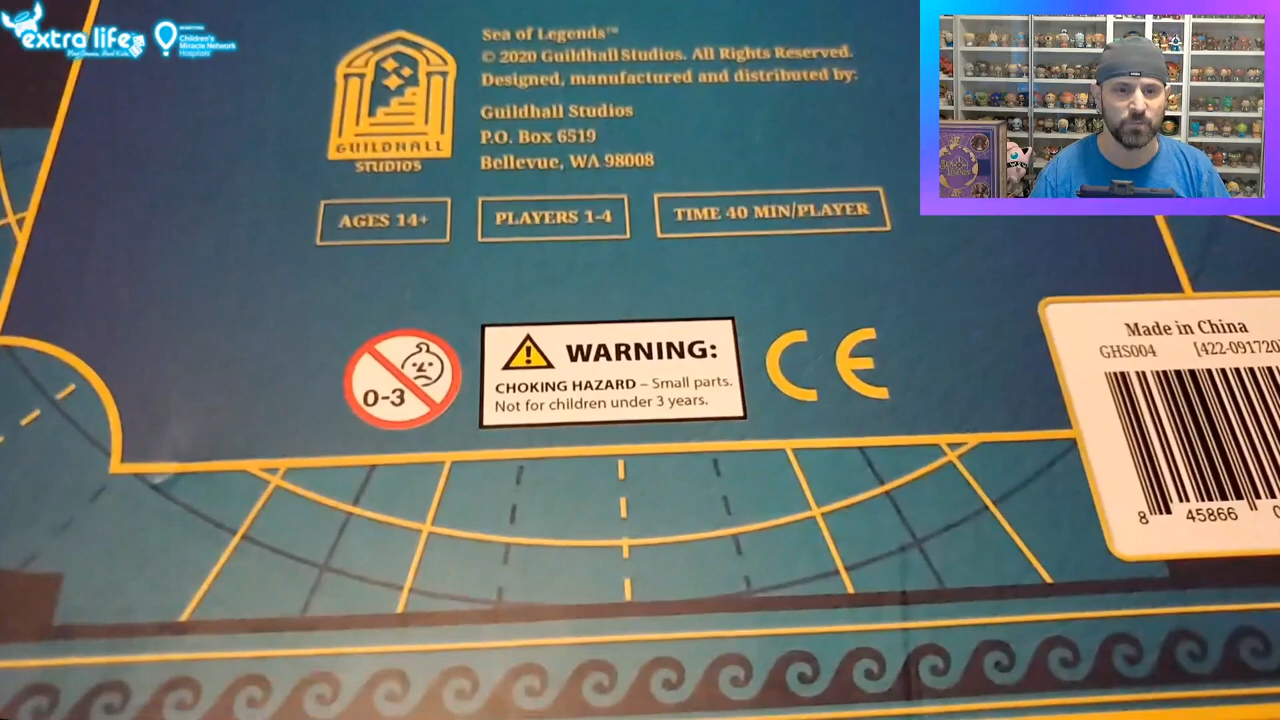 extra life
Children's
Miracle Network
Hospitals
Sea of Legends™
© 2020 Guildhall Studios. All Rights Reserved.
Designed, manufactured and distributed by:
Guildhall Studios
P.O. Box 6519
Bellevue, WA 98008
GUILDHALL
STUDIOS
AGES 14+
PLAYERS 1-4
TIME 40 MIN/PLAYER
0-3
WARNING:
CHOKING HAZARD – Small parts.
Not for children under 3 years.
CE
Made in China
GHS004 [422-091720
8 45866 0